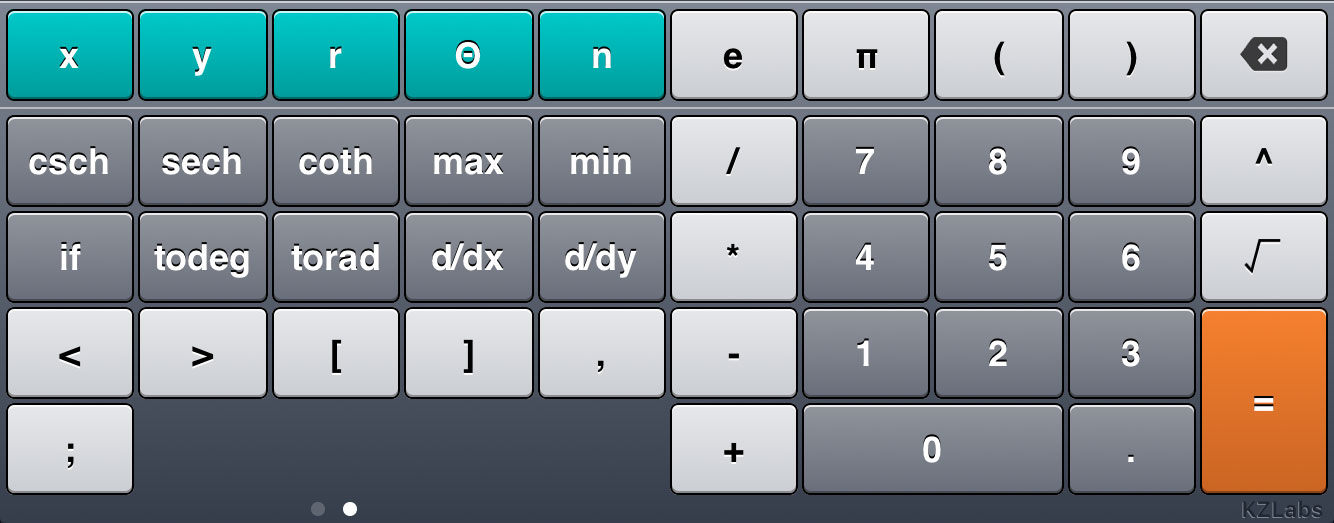 x y r Θ n e π ( )
csch sech coth max min / 7 8 9 ^
if todeg torad d/dx d/dy * 4 5 6 √
< > [ ] , - 1 2 3 =
; + 0 .
KZLabs